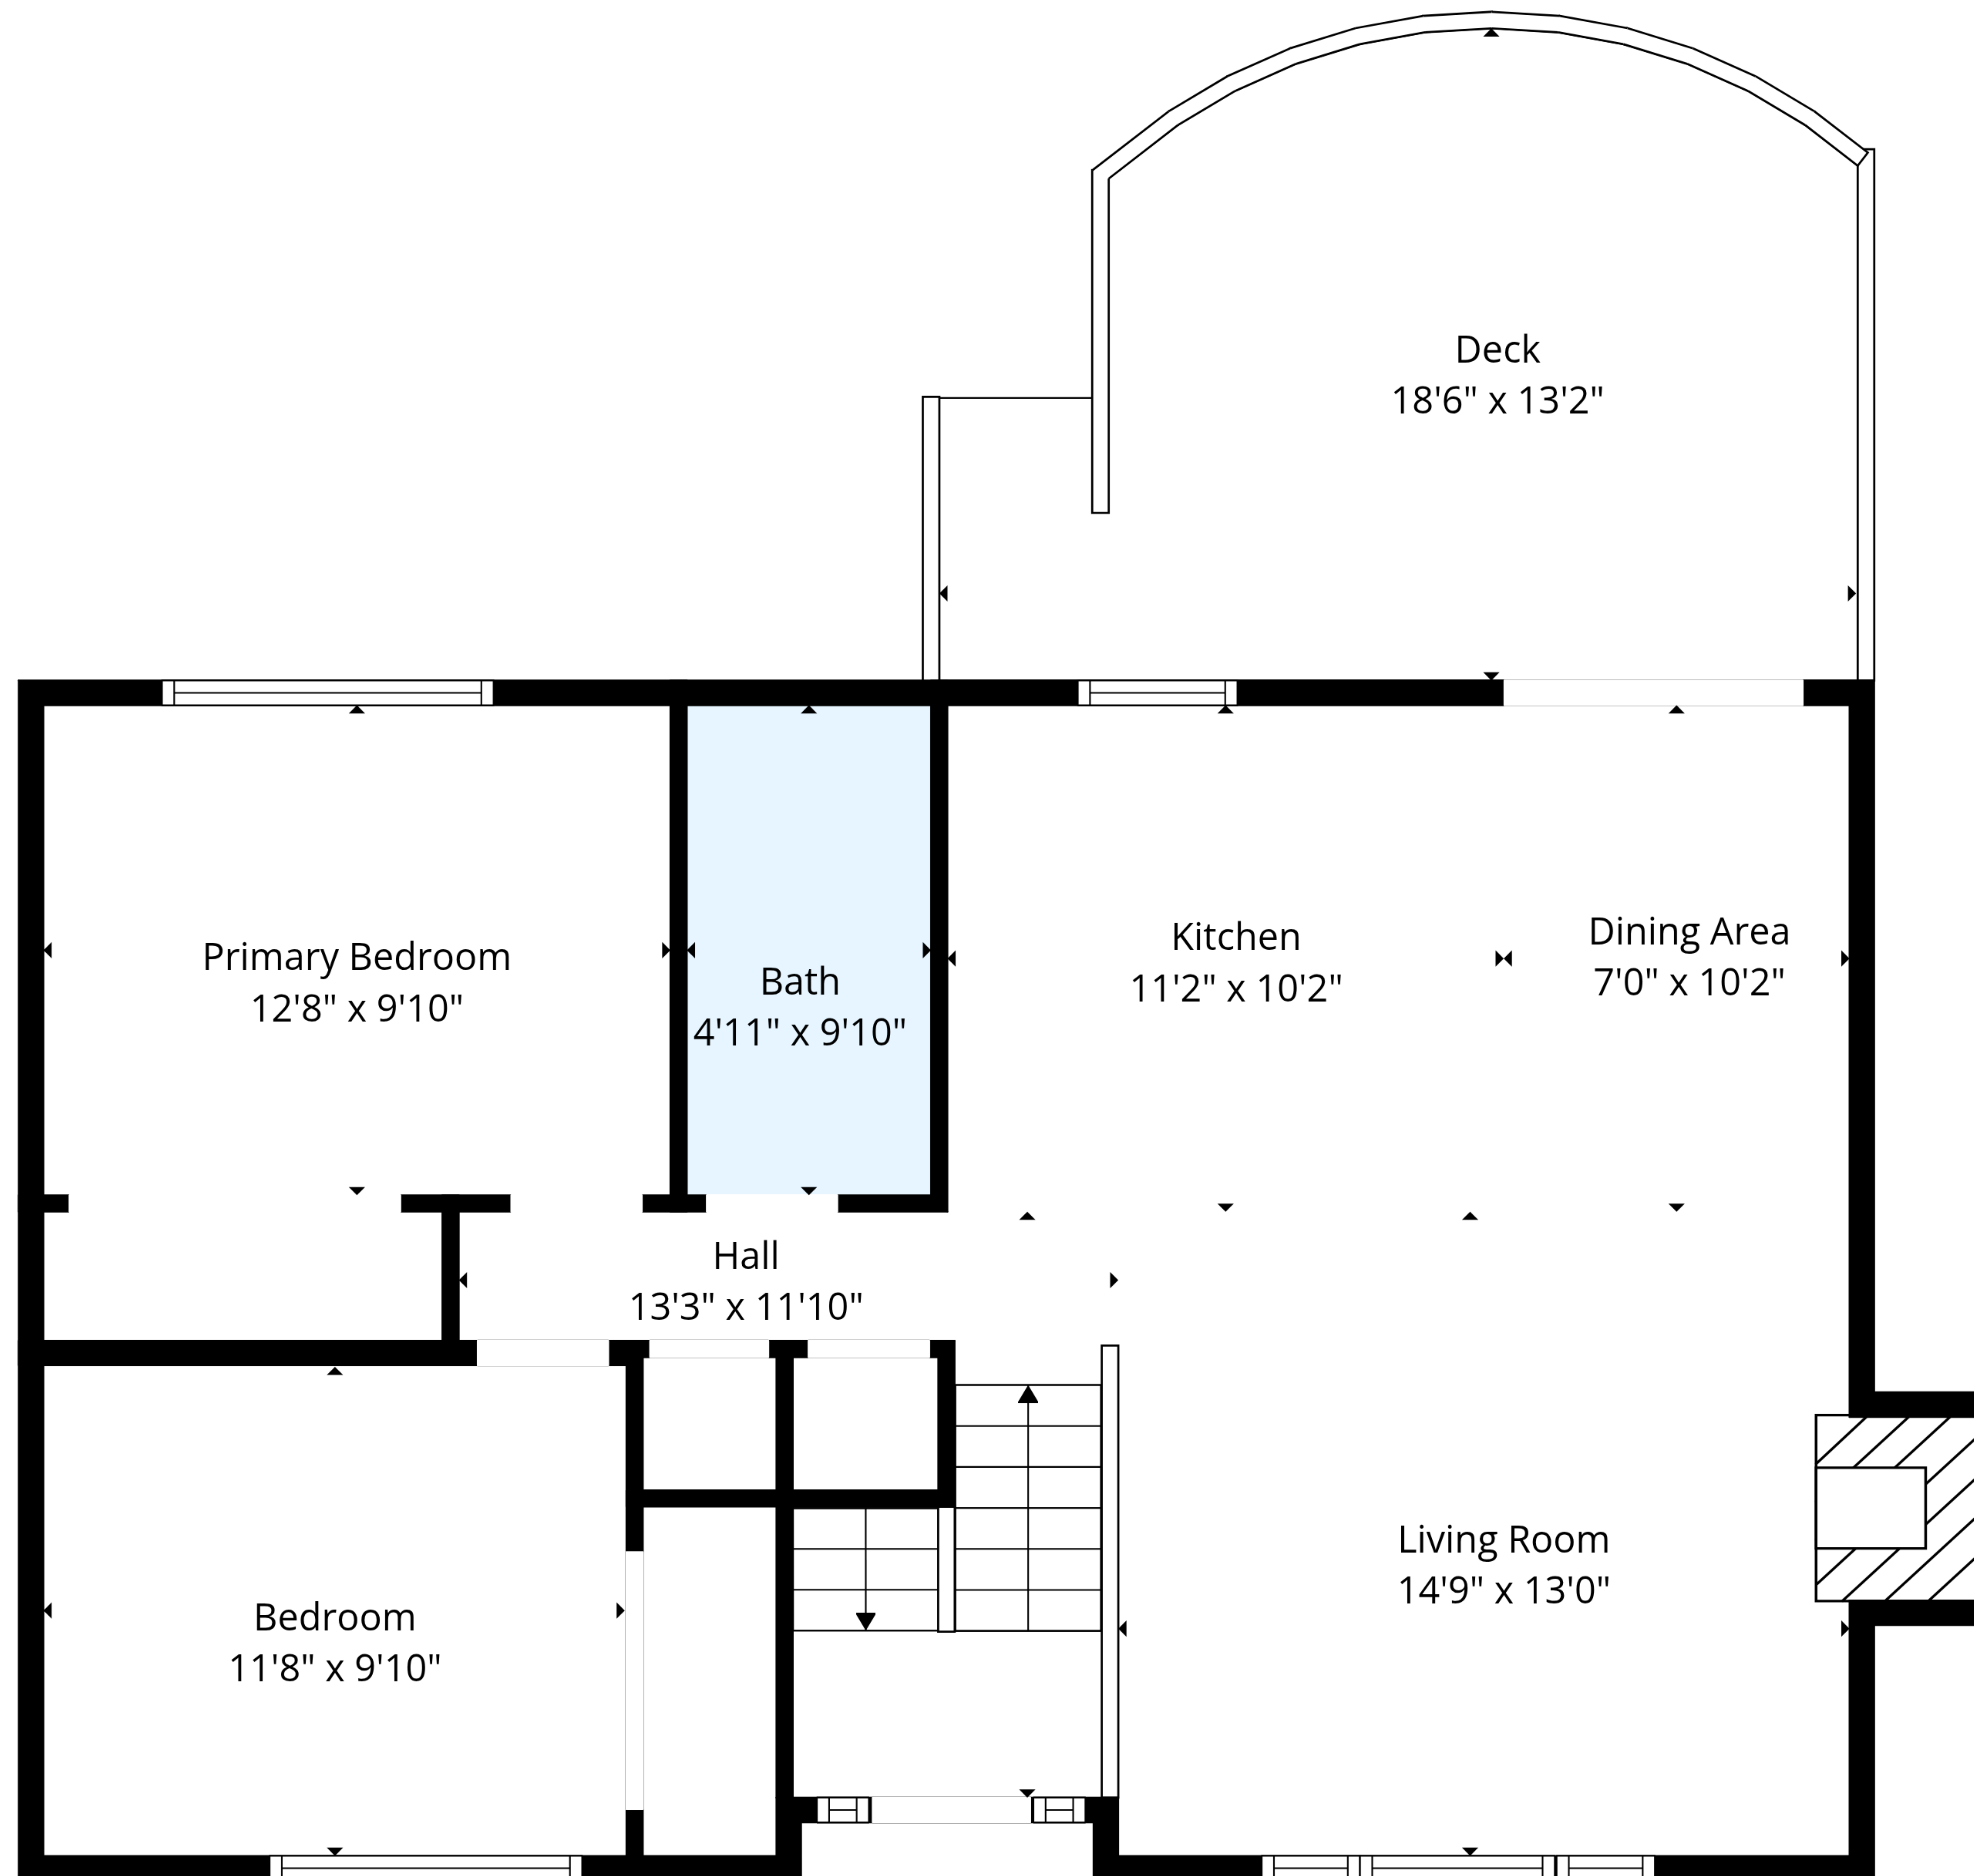 Deck
18'6" x 13'2"
Primary Bedroom
12'8" x 9'10"
Bath
4'11" x 9'10"
Kitchen
11'2" x 10'2"
Dining Area
7'0" x 10'2"
Hall
13'3" x 11'10"
Bedroom
11'8" x 9'10"
Living Room
14'9" x 13'0"